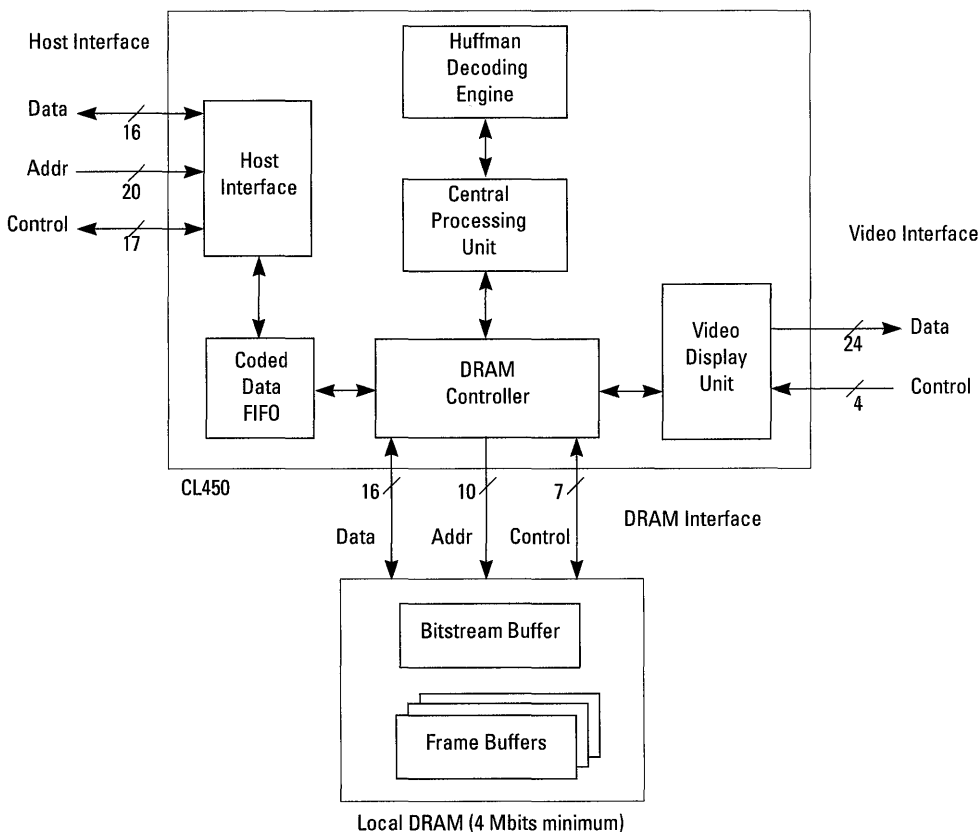 Host Interface
Data
16
Addr
20
Control
17
Host
Interface
Huffman
Decoding
Engine
Central
Processing
Unit
Video Interface
Coded
Data
FIFO
DRAM
Controller
Video
Display
Unit
24
Data
4
Control
CL450
16
10
7
DRAM Interface
Data
Addr
Control
Bitstream Buffer
Frame Buffers
Local DRAM (4 Mbits minimum)